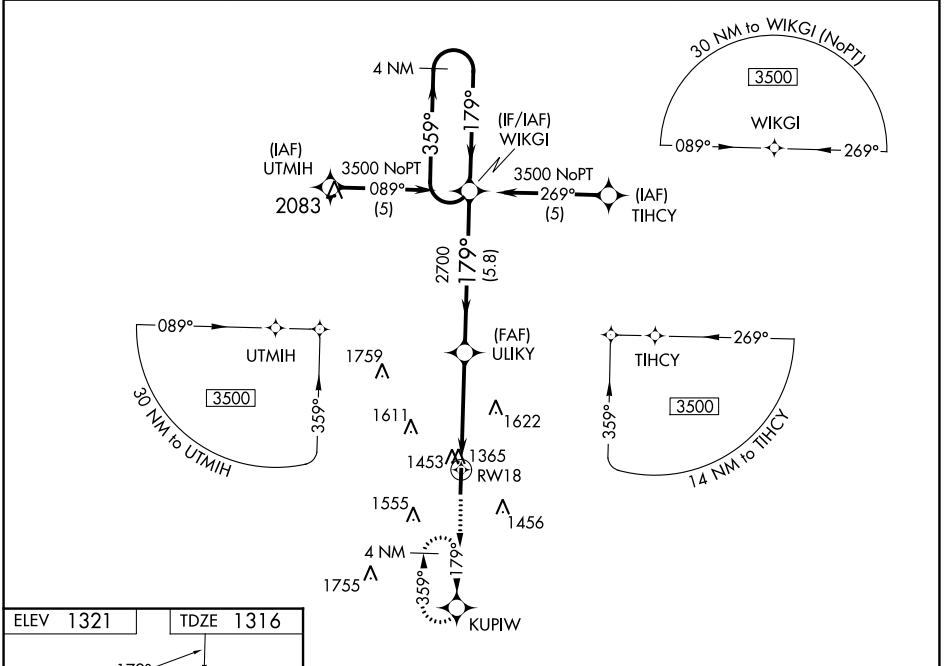 30 NM to WIKGI (NoPT)
3500
WIKGI
089°
269°
4 NM
359°
179°
(IF/IAF)
WIKGI
(IAF)
UTMIH
2083
3500 NoPT
089°
(5)
3500 NoPT
269°
(5)
(IAF)
TIHCY
2700
179°
(5.8)
089°
UTMIH
3500
359°
30 NM to UTMIH
(FAF)
ULIKY
TIHCY
269°
3500
359°
14 NM to TIHCY
1759
1611
1622
1453
1365
RW18
1555
1456
4 NM
1755
359°
179°
KUPIW
ELEV 1321
TDZE 1316